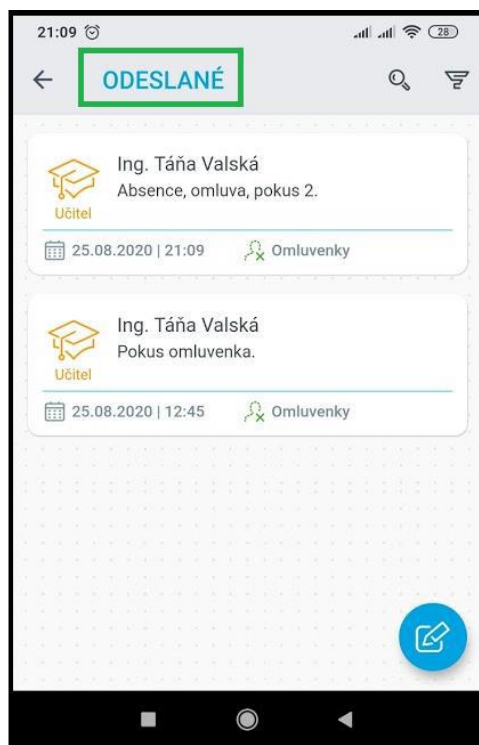 21:09 28
ODESLANÉ
Ing. Táňa Valská
Absence, omluva, pokus 2.
Učitel
25.08.2020 | 21:09 Omluvenky
Ing. Táňa Valská
Pokus omluvenka.
Učitel
25.08.2020 | 12:45 Omluvenky